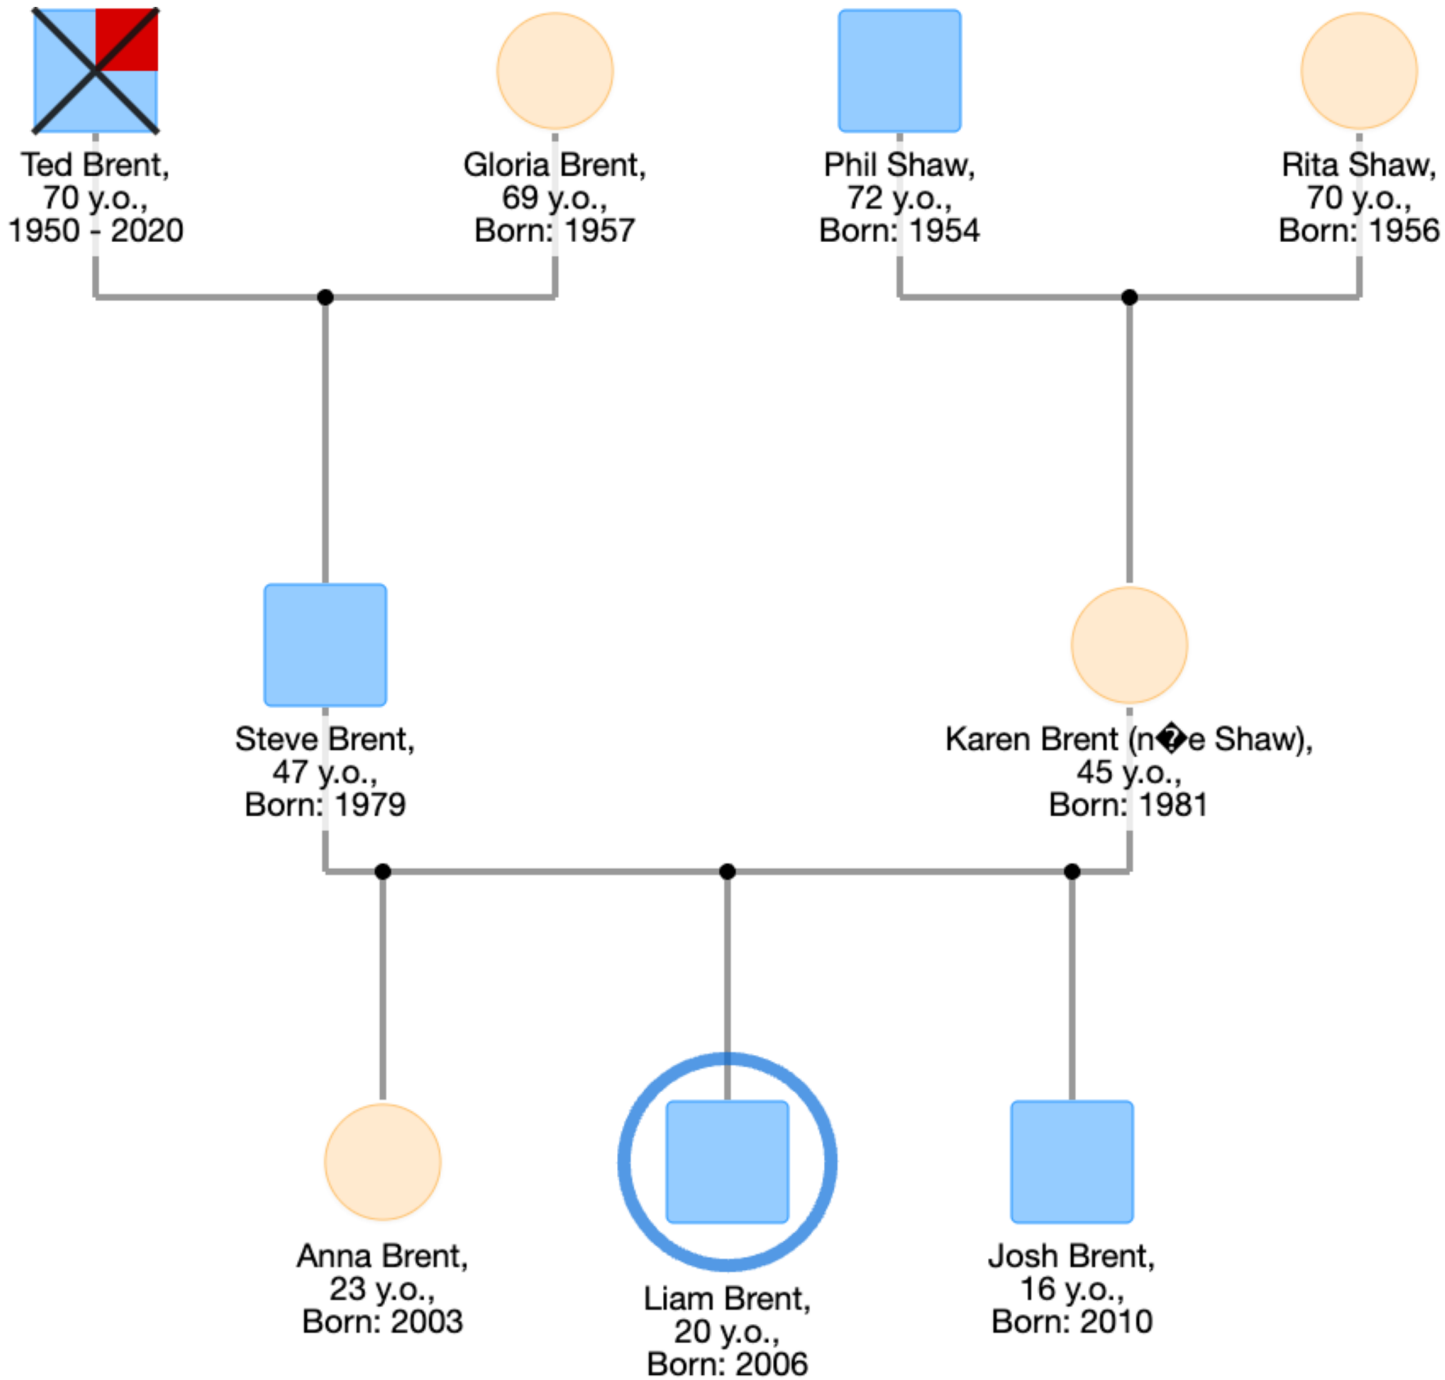 Ted Brent,
70 y.o.,
1950 - 2020
Gloria Brent,
69 y.o.,
Born: 1957
Phil Shaw,
72 y.o.,
Born: 1954
Rita Shaw,
70 y.o.,
Born: 1956
Steve Brent,
47 y.o.,
Born: 1979
Karen Brent (n�e Shaw),
45 y.o.,
Born: 1981
Anna Brent,
23 y.o.,
Born: 2003
Liam Brent,
20 y.o.,
Born: 2006
Josh Brent,
16 y.o.,
Born: 2010